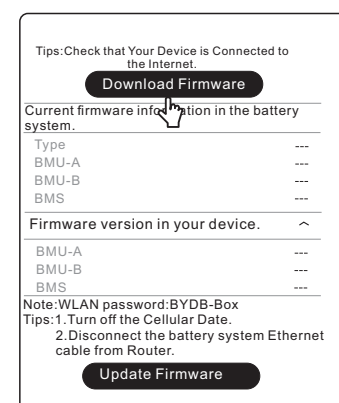 Tips:Check that Your Device is Connected to
the Internet.
Download Firmware
Current firmware information in the battery
system.
Type ---
BMU-A ---
BMU-B ---
BMS ---
Firmware version in your device.
BMU-A ---
BMU-B ---
BMS ---
Note:WLAN password:BYDB-Box
Tips:1.Turn off the Cellular Date.
2.Disconnect the battery system Ethernet
cable from Router.
Update Firmware